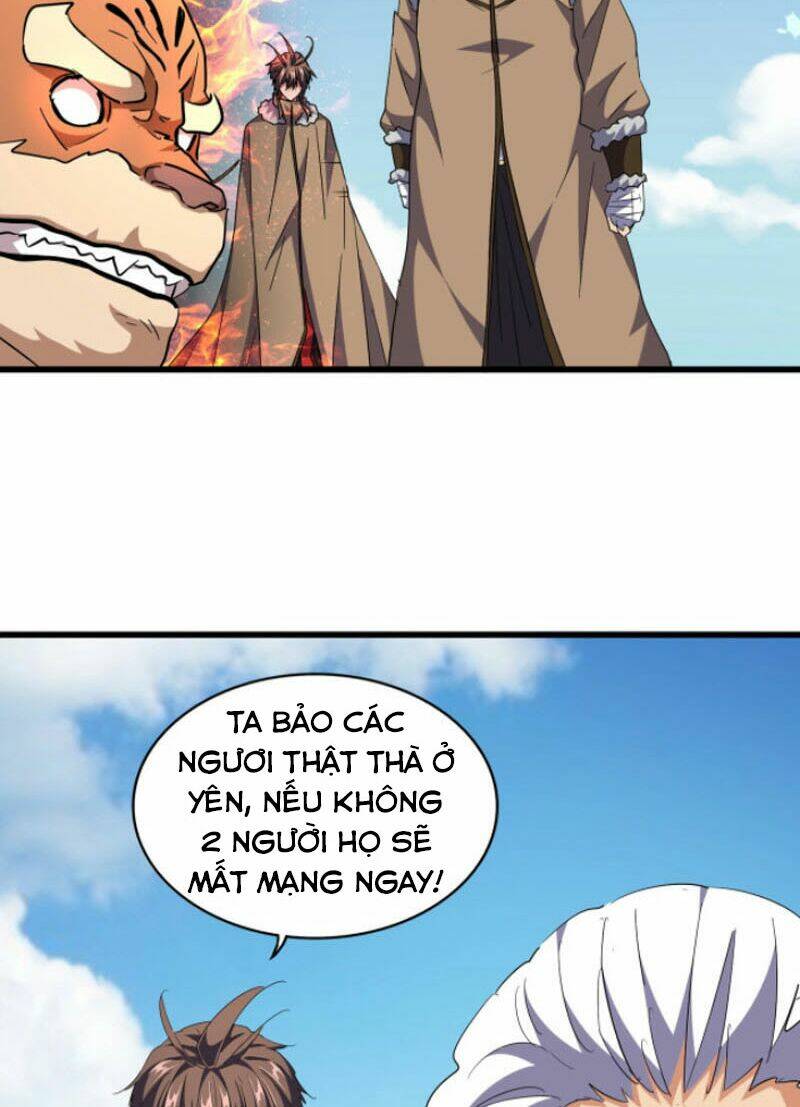 TA BẢO CÁC
NGƯƠI THẬT THÀ Ở
YÊN, NẾU KHÔNG
2 NGƯỜI HỌ SẼ
MẤT MẠNG NGAY!